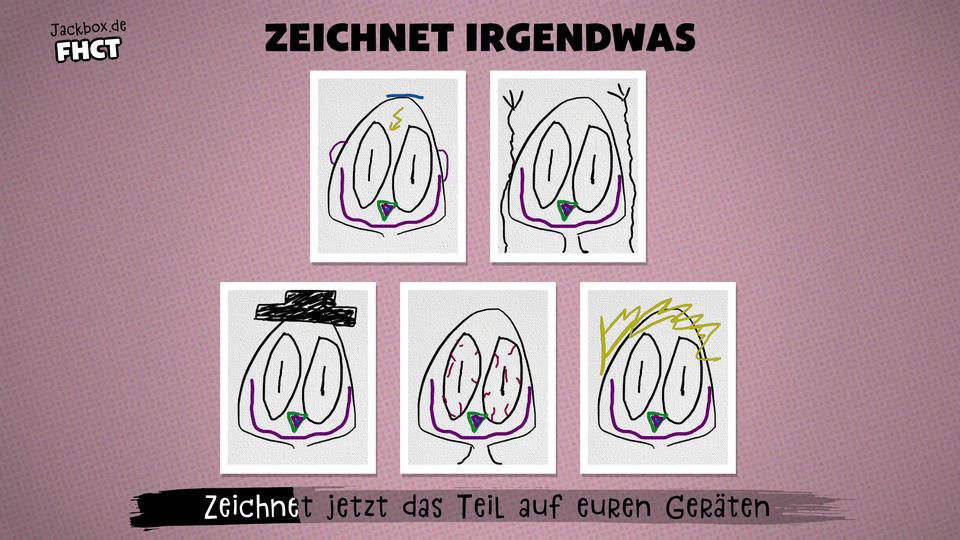 Jackbox.de
FHCT
ZEICHNET IRGENDWAS
Zeichnet jetzt das Teil auf euren Geräten